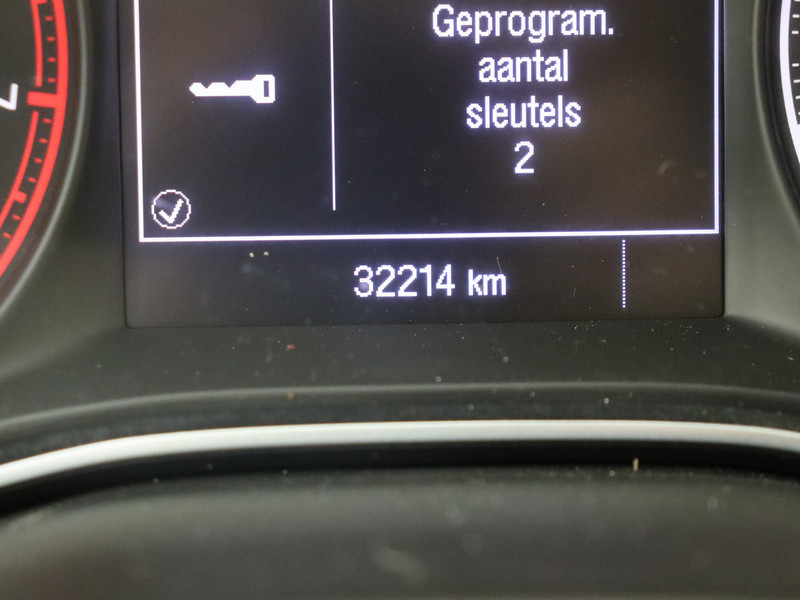 Geprogram.
aantal
sleutels
2
32214 km